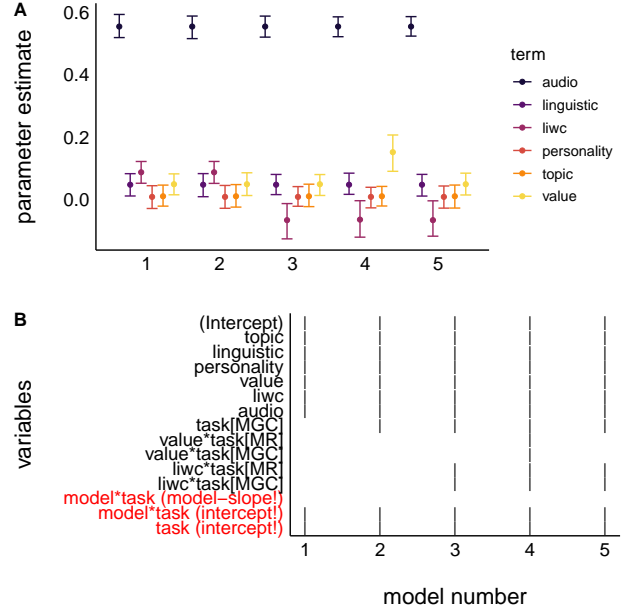 A
parameter estimate
0.6
0.4
0.2
0.0
1 2 3 4 5
term
audio
linguistic
liwc
personality
topic
value
B
variables
(Intercept)
topic
linguistic
personality
value
liwc
audio
task[MGC]
value*task[MR]
value*task[MGC]
liwc*task[MR]
liwc*task[MGC]
model*task (model−slope!)
model*task (intercept!)
task (intercept!)
1 2 3 4 5
model number